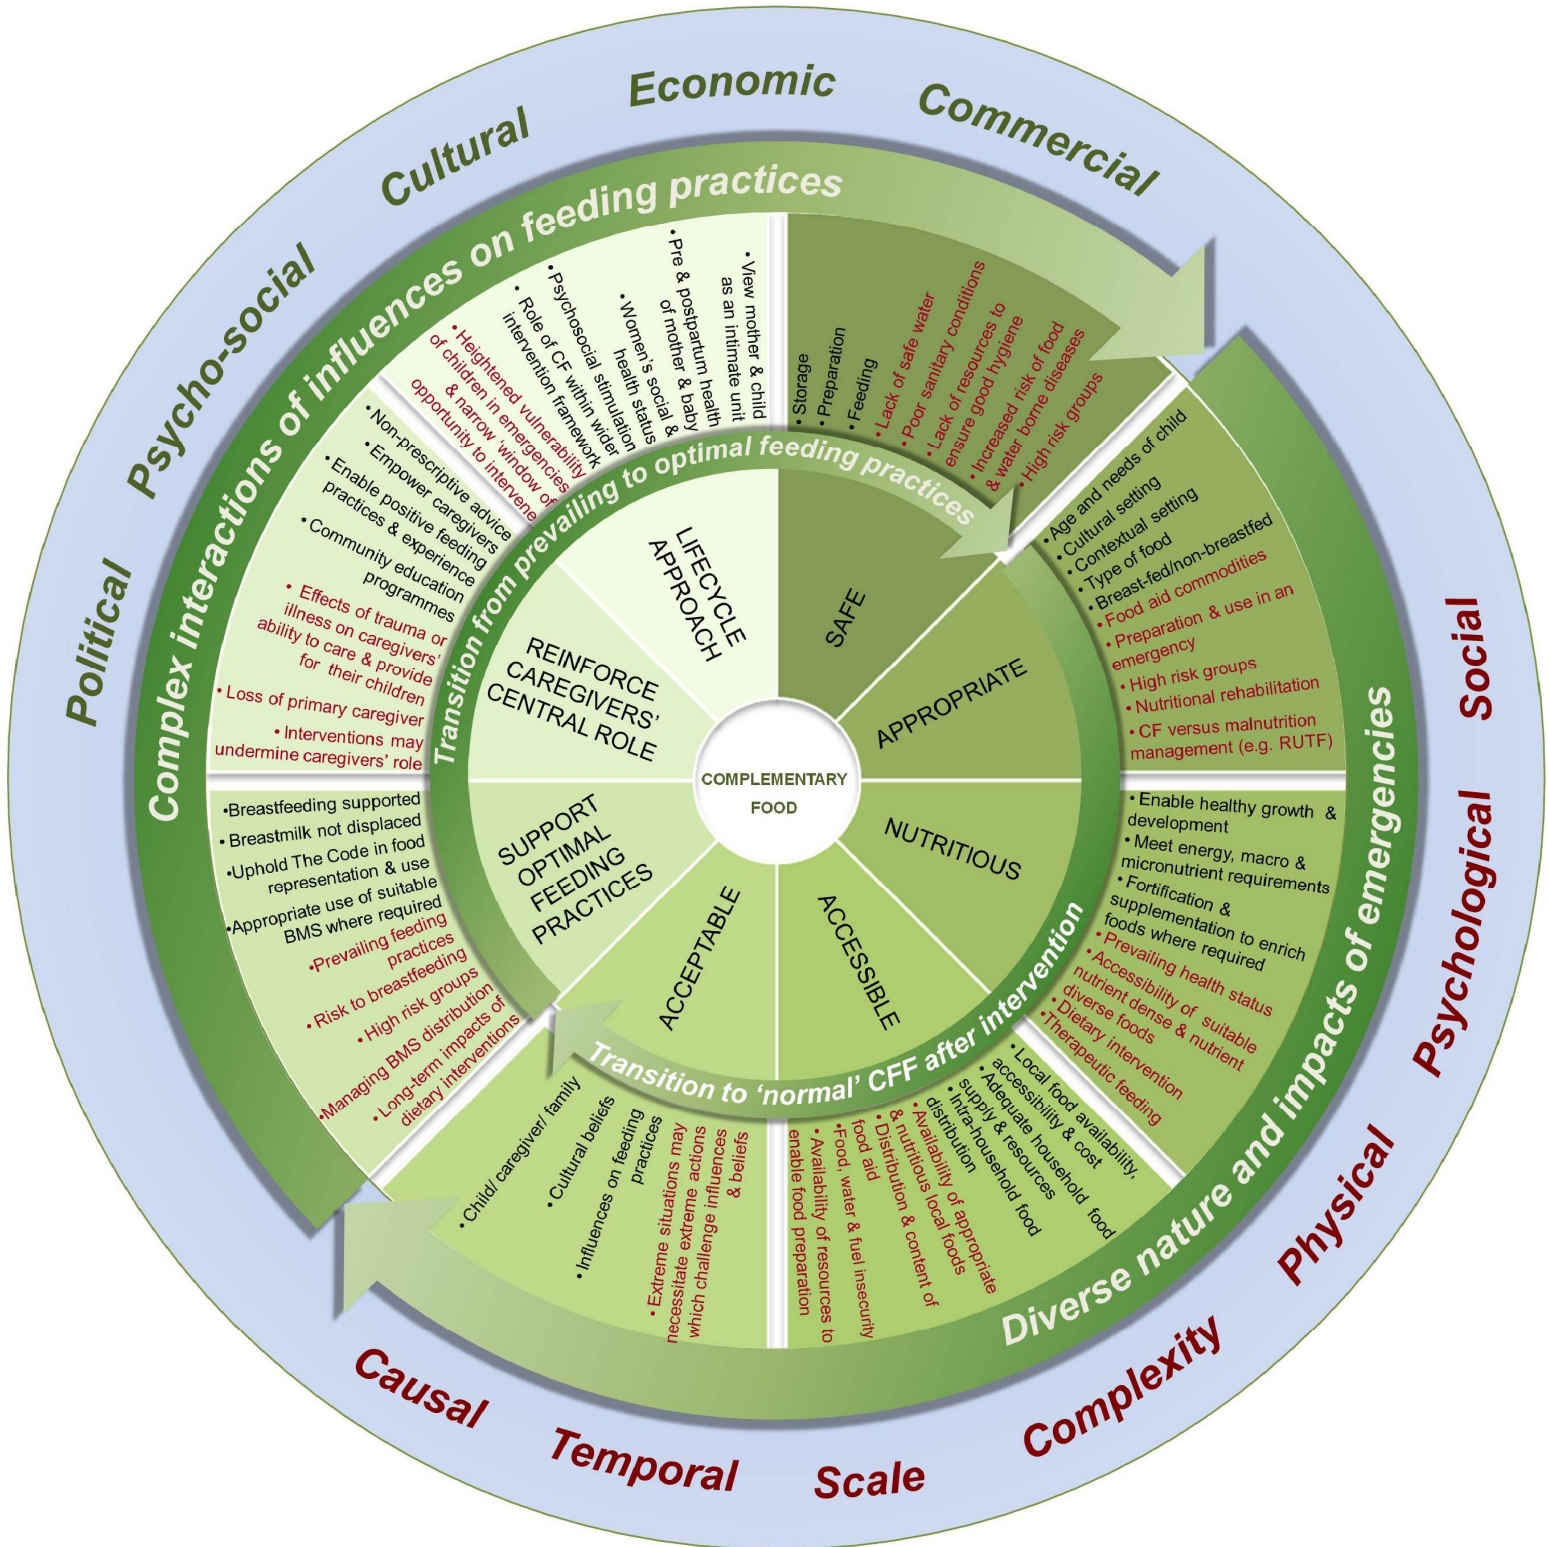 Political
Psycho-social
Cultural
Economic
Commercial
Social
Psychological
Physical
Complexity
Scale
Temporal
Causal
Complex interactions of influences on feeding practices
Diverse nature and impacts of emergencies
Transition from prevailing to optimal feeding practices
Transition to ‘normal’ CFF after intervention
COMPLEMENTARY
FOOD
SAFE
• Storage
• Preparation
• Feeding
• Lack of safe water
• Poor sanitary conditions
• Lack of resources to
ensure good hygiene
• Increased risk of food
& water borne diseases
• High risk groups
APPROPRIATE
• Age and needs of child
• Cultural setting
• Contextual setting
• Type of food
• Breast-fed/non-breastfed
• Food aid commodities
• Preparation & use in an
emergency
• High risk groups
• Nutritional rehabilitation
• CF versus malnutrition
management (e.g. RUTF)
NUTRITIOUS
• Enable healthy growth &
development
• Meet energy, macro &
micronutrient requirements
• Fortification &
supplementation to enrich
foods where required
• Prevailing health status
• Accessibility of suitable
nutrient dense & nutrient
diverse foods
• Dietary intervention
•Therapeutic feeding
ACCESSIBLE
• Local food availability,
accessibility & cost
• Adequate household food
supply & resources
• Intra-household food
distribution
• Availability of appropriate
& nutritious local foods
• Distribution & content of
food aid
•Food, water & fuel insecurity
• Availability of resources to
enable food preparation
ACCEPTABLE
• Child/ caregiver/ family
• Cultural beliefs
• Influences on feeding
practices
• Extreme situations may
necessitate extreme actions
which challenge influences
& beliefs
SUPPORT
OPTIMAL
FEEDING
PRACTICES
•Breastfeeding supported
• Breastmilk not displaced
•Uphold The Code in food
representation & use
•Appropriate use of suitable
BMS where required
•Prevailing feeding
practices
• Risk to breastfeeding
• High risk groups
•Managing BMS distribution
• Long-term impacts of
dietary interventions
REINFORCE
CAREGIVERS’
CENTRAL ROLE
• Non-prescriptive advice
• Empower caregivers
• Enable positive feeding
practices & experience
• Community education
programmes
• Effects of trauma or
illness on caregivers’
ability to care & provide
for their children
• Loss of primary caregiver
• Interventions may
undermine caregivers’ role
LIFECYCLE
APPROACH
• View mother & child
as an intimate unit
• Pre & postpartum health
of mother & baby
• Women’s social &
health status
• Psychosocial stimulation
• Role of CF within wider
intervention framework
• Heightened vulnerability
of children in emergencies
& narrow ‘window of
opportunity to intervene